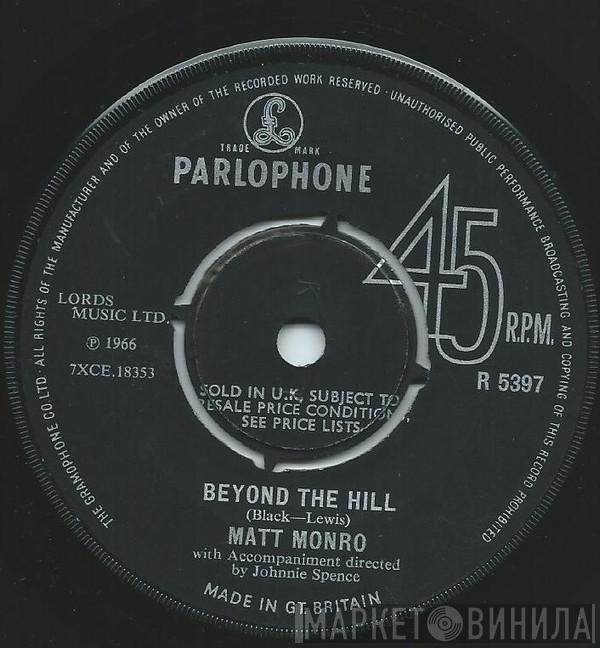 THE GRAMOPHONE CO LTD · ALL RIGHTS OF THE MANUFACTURER AND OF THE OWNER OF THE RECORDED WORK RESERVED · UNAUTHORISED PUBLIC PERFORMANCE BROADCASTING AND COPYING OF THIS RECORD PROHIBITED
£
TRADE MARK
PARLOPHONE
45
R.P.M.
LORDS
MUSIC LTD.
℗ 1966
7XCE.18353
R 5397
K
SOLD IN U.K. SUBJECT TO
RESALE PRICE CONDITIONS,
SEE PRICE LISTS
BEYOND THE HILL
(Black—Lewis)
MATT MONRO
with Accompaniment directed
by Johnnie Spence
MADE IN GT. BRITAIN
МАРКЕТ ВИНИЛА